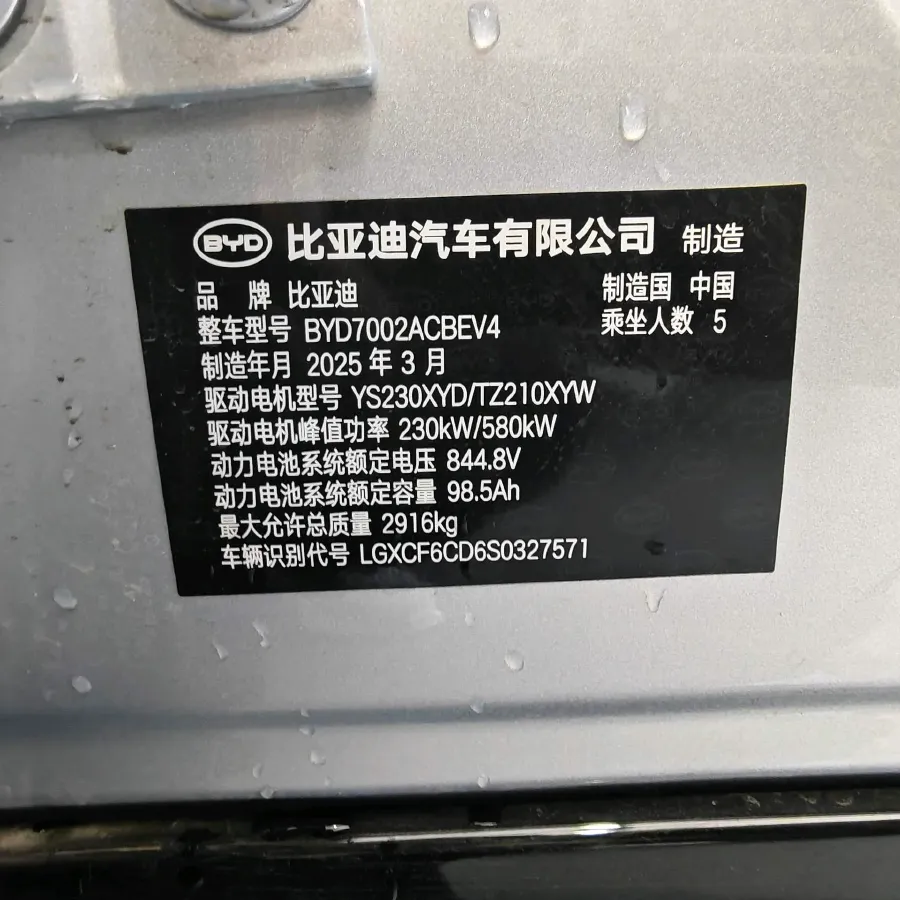 BYD 比亚迪汽车有限公司 制造
品 牌 比亚迪 制造国 中国
整车型号 BYD7002ACBEV4 乘坐人数 5
制造年月 2025 年 3 月
驱动电机型号 YS230XYD/TZ210XYW
驱动电机峰值功率 230kW/580kW
动力电池系统额定电压 844.8V
动力电池系统额定容量 98.5Ah
最大允许总质量 2916kg
车辆识别代号 LGXCF6CD6S0327571